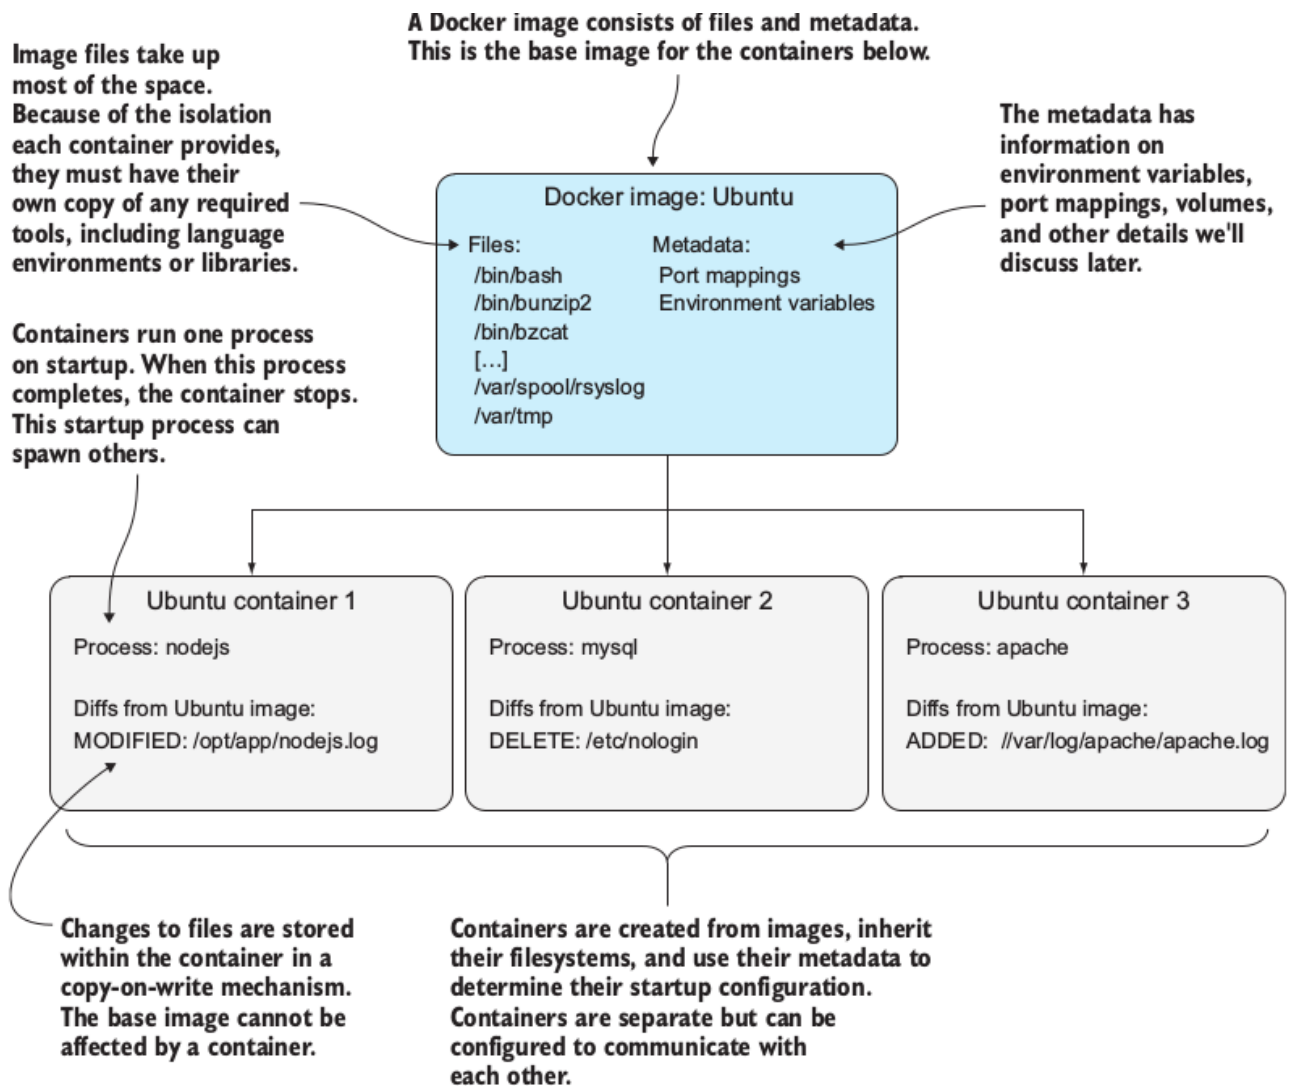 A Docker image consists of files and metadata.
This is the base image for the containers below.
Image files take up
most of the space.
Because of the isolation
each container provides,
they must have their
own copy of any required
tools, including language
environments or libraries.
The metadata has
information on
environment variables,
port mappings, volumes,
and other details we'll
discuss later.
Docker image: Ubuntu
Files:
/bin/bash
/bin/bunzip2
/bin/bzcat
[...]
/var/spool/rsyslog
/var/tmp
Metadata:
Port mappings
Environment variables
Containers run one process
on startup. When this process
completes, the container stops.
This startup process can
spawn others.
Ubuntu container 1
Process: nodejs
Diffs from Ubuntu image:
MODIFIED: /opt/app/nodejs.log
Ubuntu container 2
Process: mysql
Diffs from Ubuntu image:
DELETE: /etc/nologin
Ubuntu container 3
Process: apache
Diffs from Ubuntu image:
ADDED: //var/log/apache/apache.log
Changes to files are stored
within the container in a
copy-on-write mechanism.
The base image cannot be
affected by a container.
Containers are created from images, inherit
their filesystems, and use their metadata to
determine their startup configuration.
Containers are separate but can be
configured to communicate with
each other.